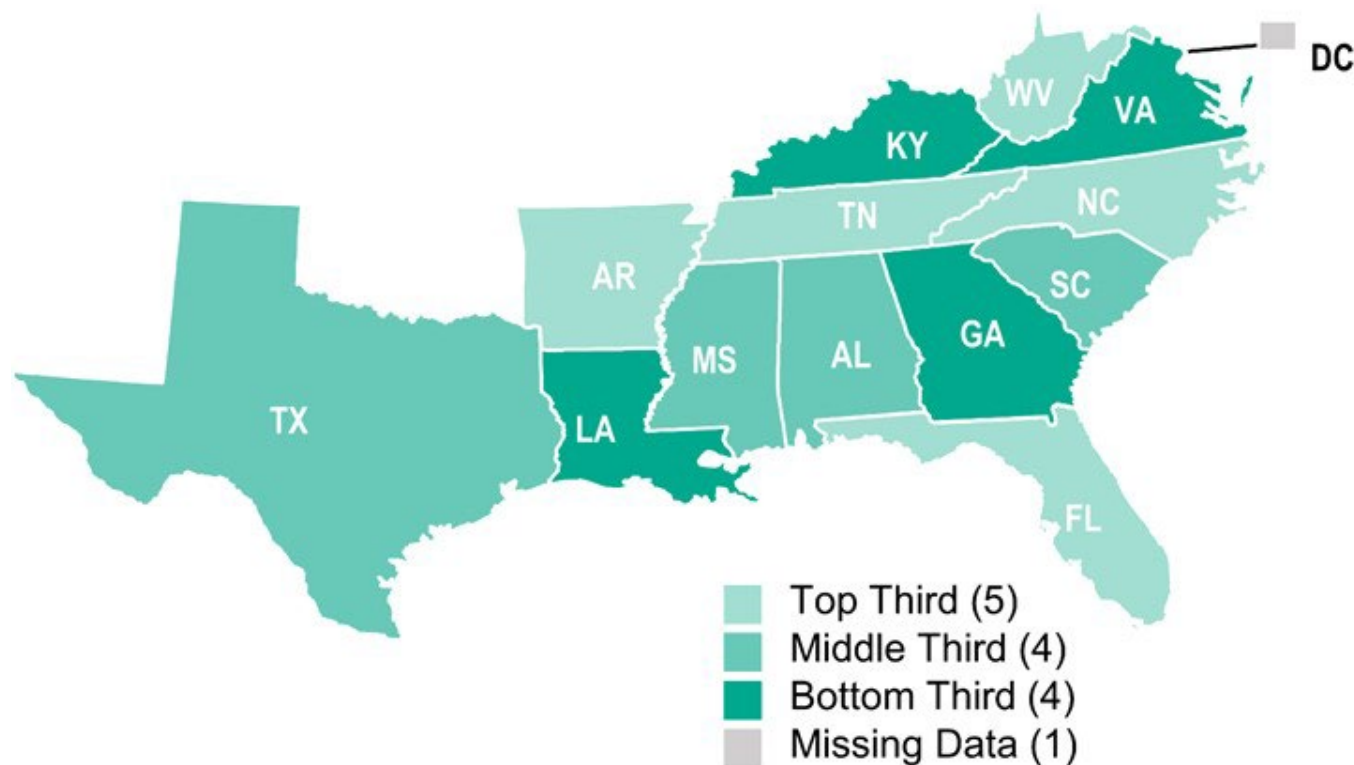 DC
WV
VA
KY
TN
NC
AR
SC
GA
MS
AL
TX
LA
FL
Top Third (5)
Middle Third (4)
Bottom Third (4)
Missing Data (1)